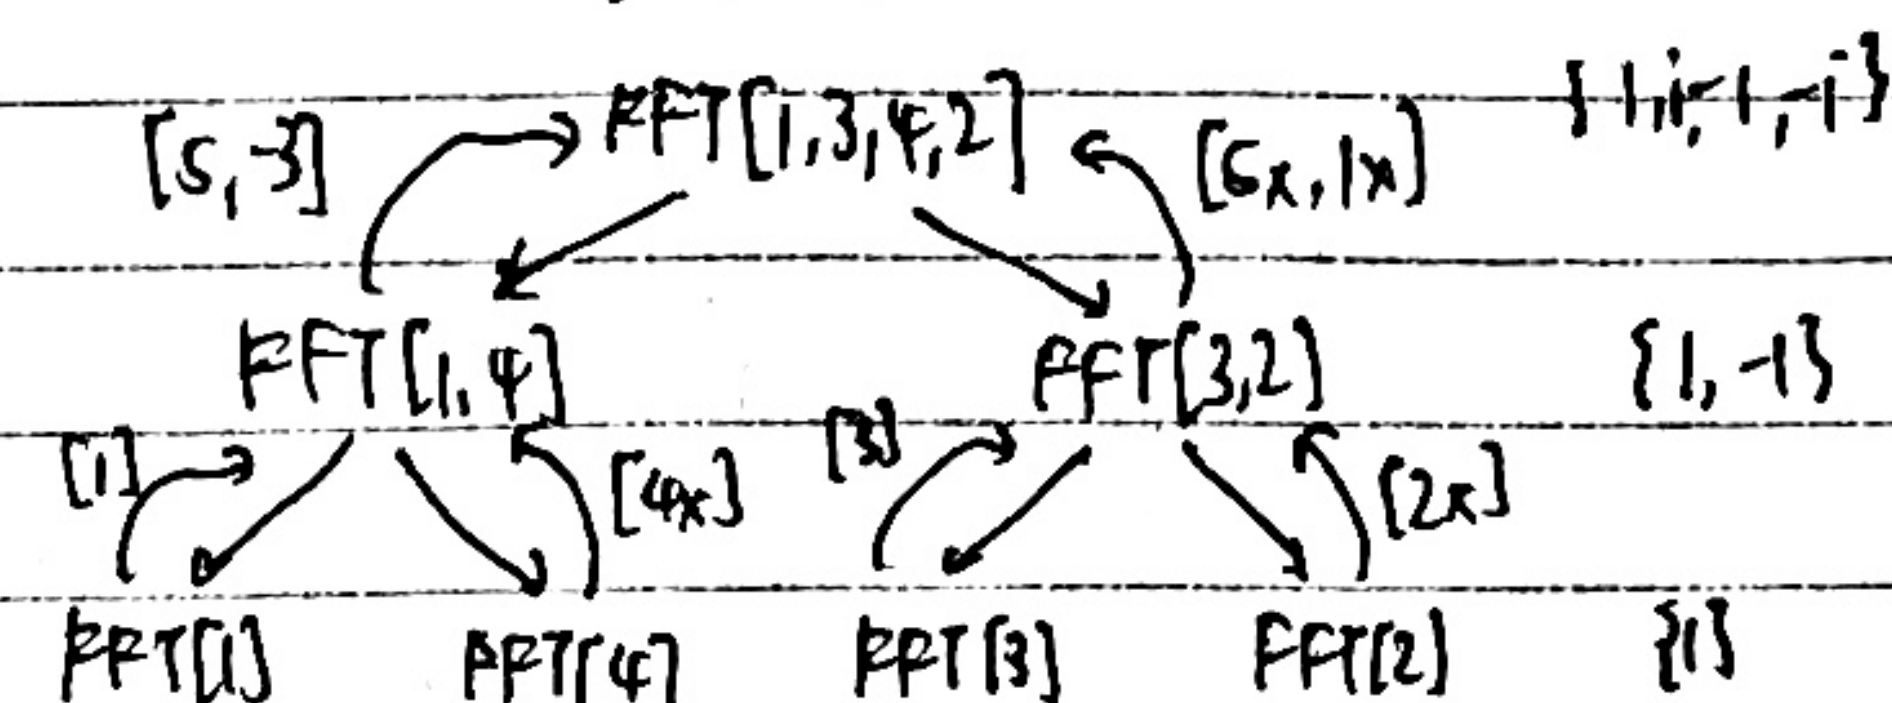 [5,-3] FFT[1,3,4,2] [5x,1x] {1,i,-1,-i}
FFT[1,4] FFT[3,2] {1,-1}
[1] [4x] [3] [2x]
FFT[1] FFT[4] FFT[3] FFT[2] {1}